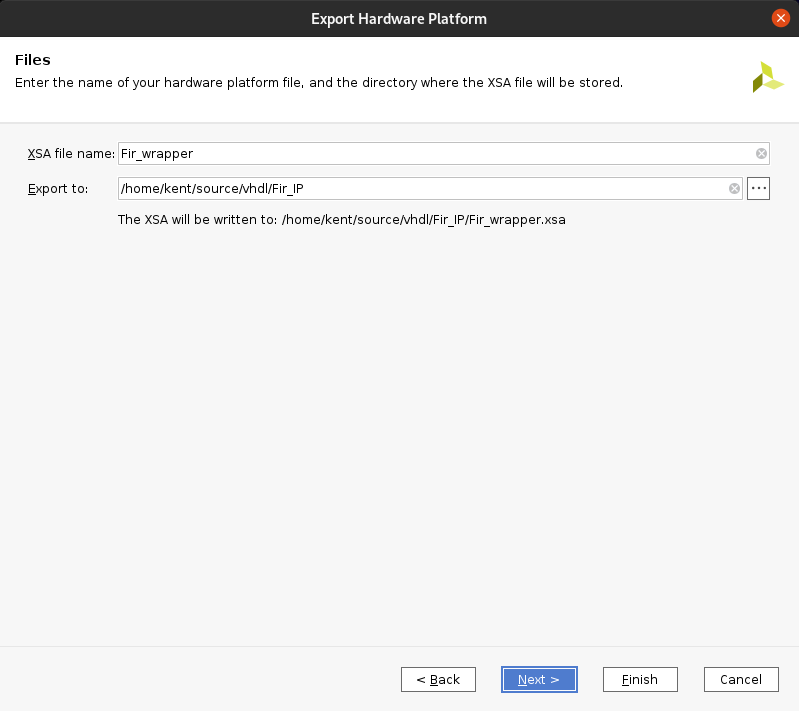 Export Hardware Platform
Files
Enter the name of your hardware platform file, and the directory where the XSA file will be stored.
XSA file name: Fir_wrapper
Export to: /home/kent/source/vhdl/Fir_IP ...
The XSA will be written to: /home/kent/source/vhdl/Fir_IP/Fir_wrapper.xsa
< Back Next > Finish Cancel